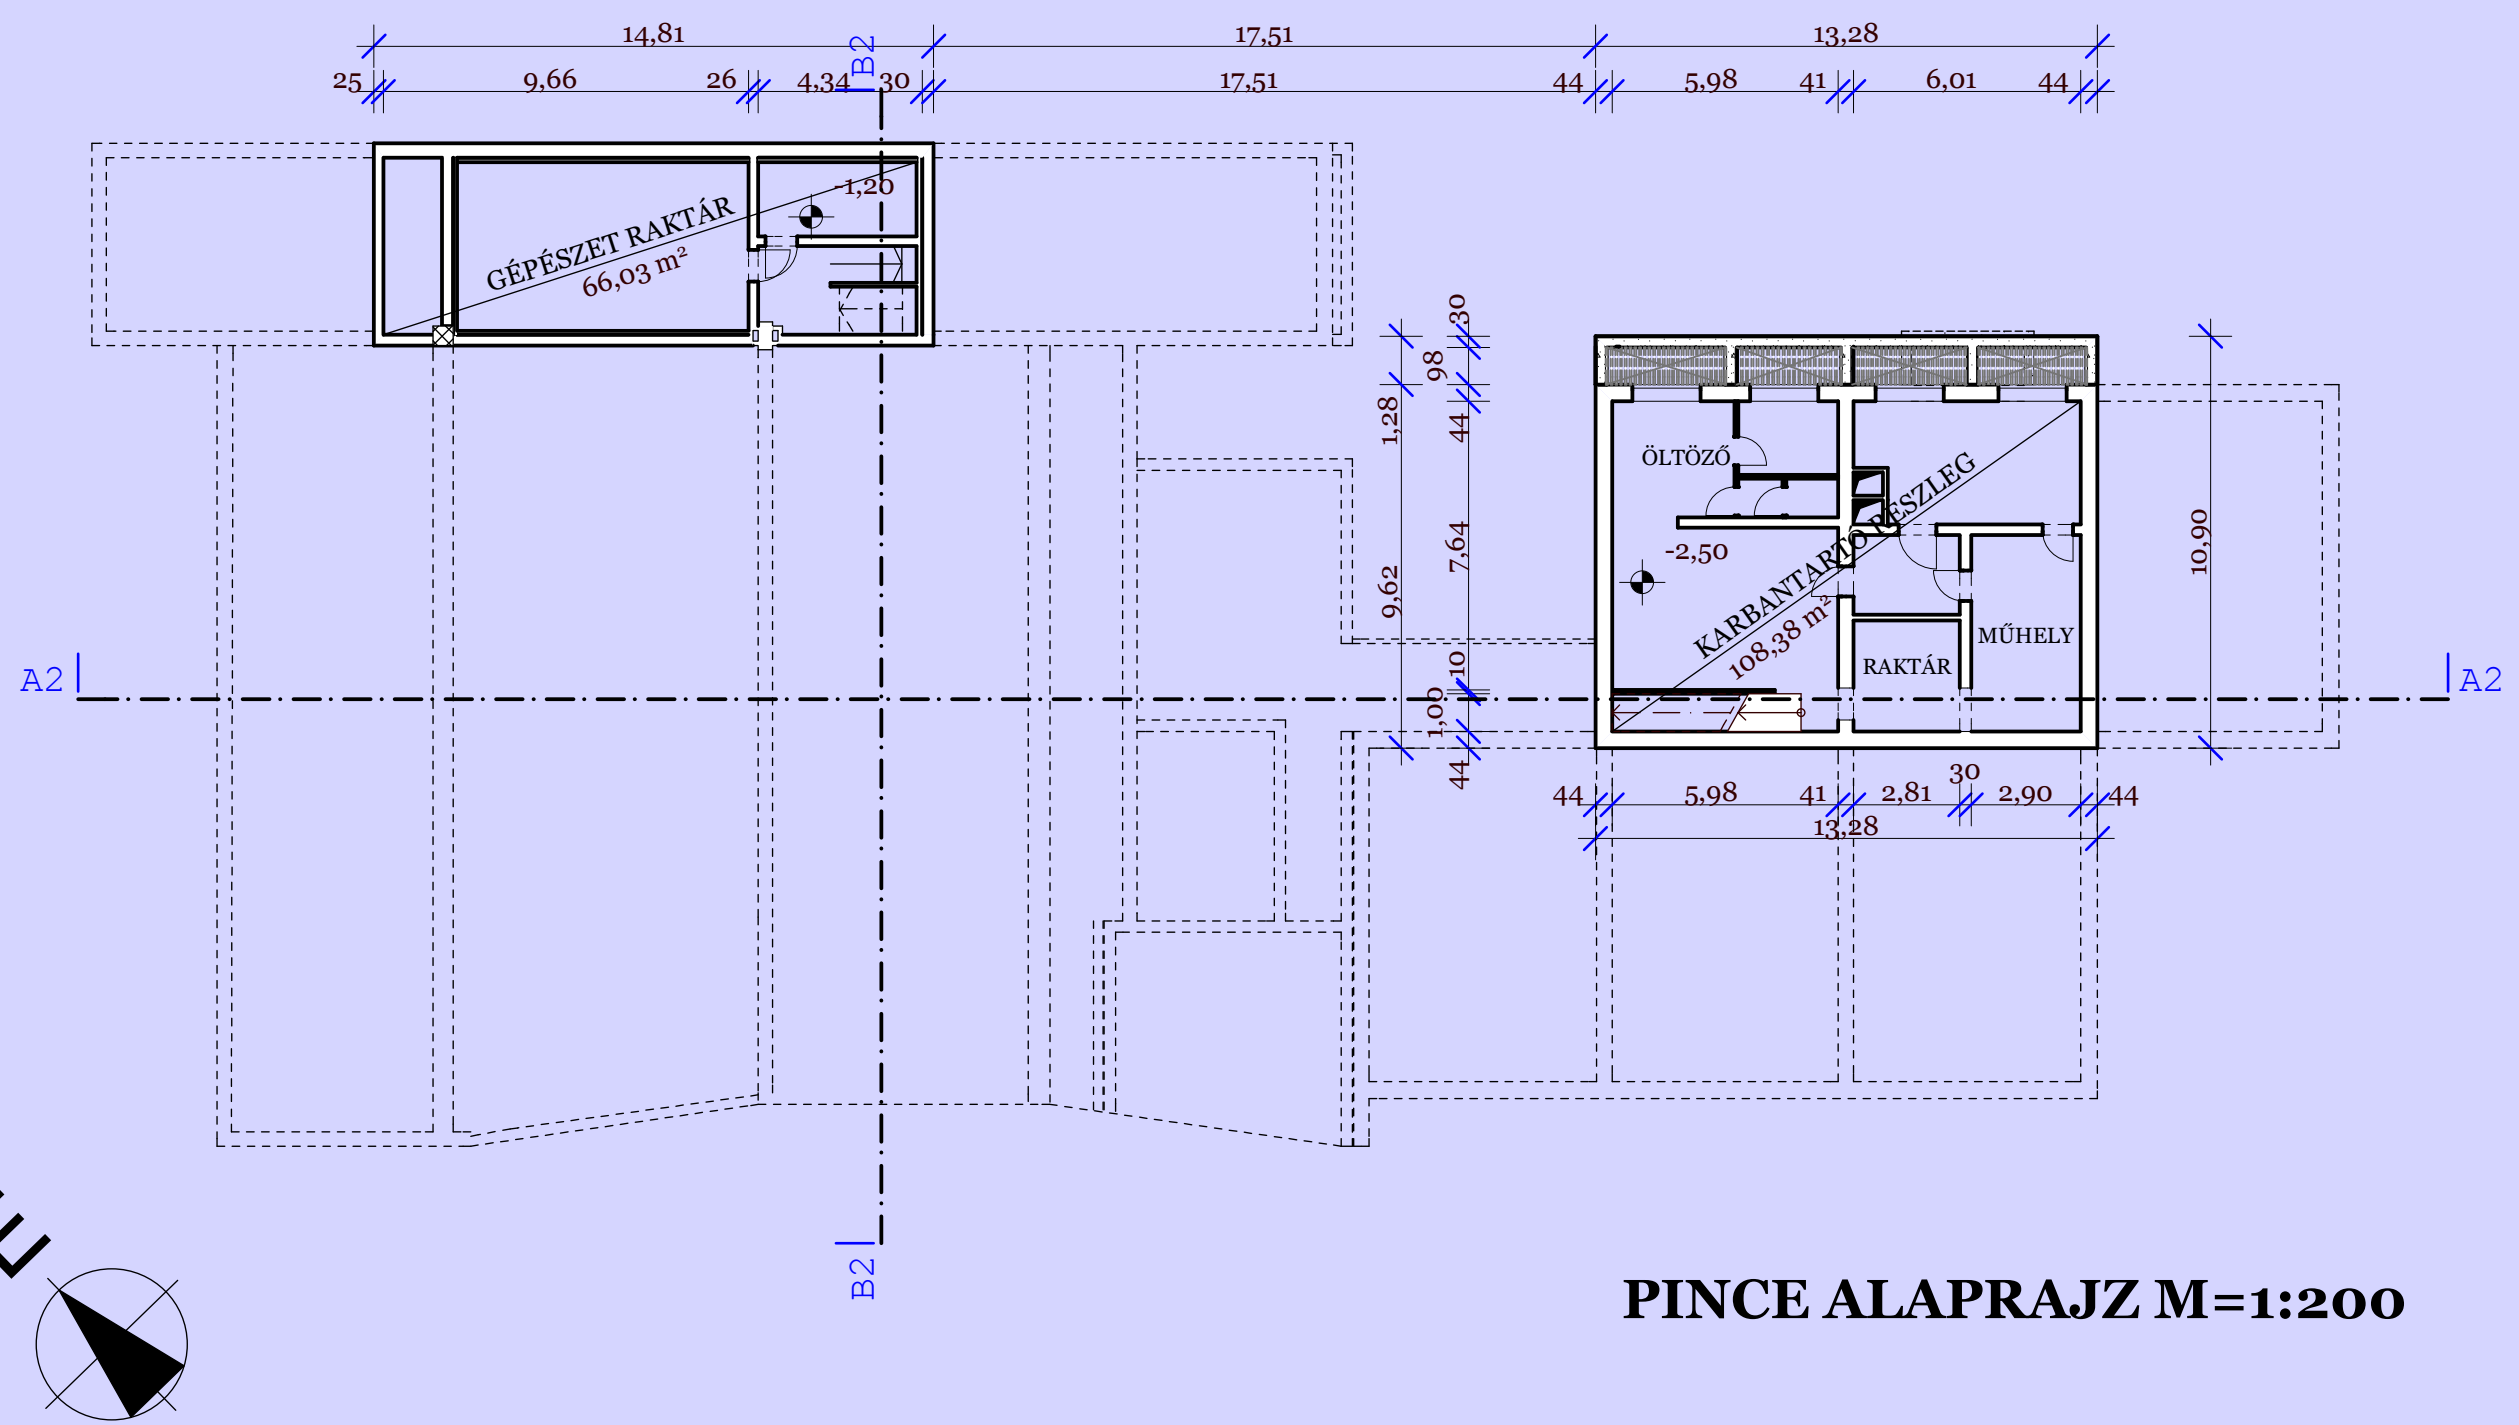 14,81
17,51
13,28
B2
25
9,66
26
4,34
30
17,51
44
5,98
41
6,01
44
-1,20
GÉPÉSZET RAKTÁR
66,03 m²
30
98
1,28
44
7,64
9,62
10
1,00
44
10,90
ÖLTÖZŐ
-2,50
KARBANTARTÓ RÉSZLEG
108,38 m²
MŰHELY
RAKTÁR
A2
A2
44
5,98
41
2,81
30
2,90
44
13,28
B2
PINCE ALAPRAJZ M=1:200